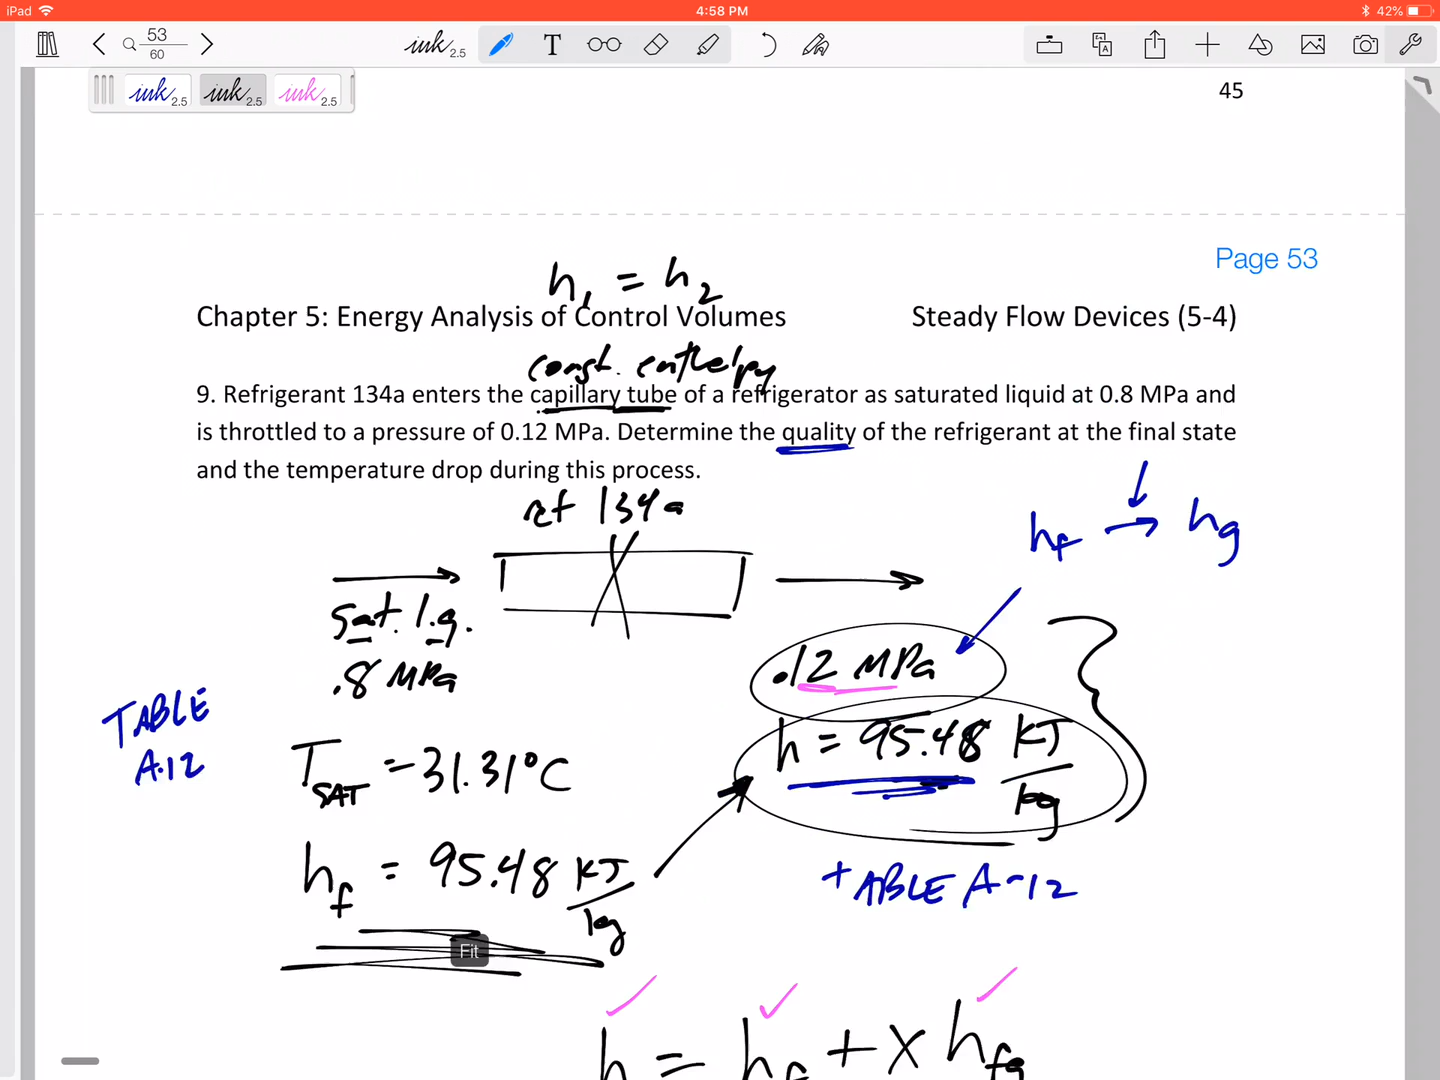 iPad 4:58 PM 42%
53
60
ink 2.5 T
ink 2.5 ink 2.5 ink 2.5
45
Page 53
h1 = h2
Chapter 5: Energy Analysis of Control Volumes Steady Flow Devices (5-4)
const. enthelpy
9. Refrigerant 134a enters the capillary tube of a refrigerator as saturated liquid at 0.8 MPa and
is throttled to a pressure of 0.12 MPa. Determine the quality of the refrigerant at the final state
and the temperature drop during this process.
ref 134a
hf → hg
Sat. liq.
.8 MPa
.12 MPa
h = 95.48 KJ/kg
TABLE
A-12
TSAT = 31.31°C
hf = 95.48 KJ/kg
TABLE A-12
Fit
h = hf + x hfg